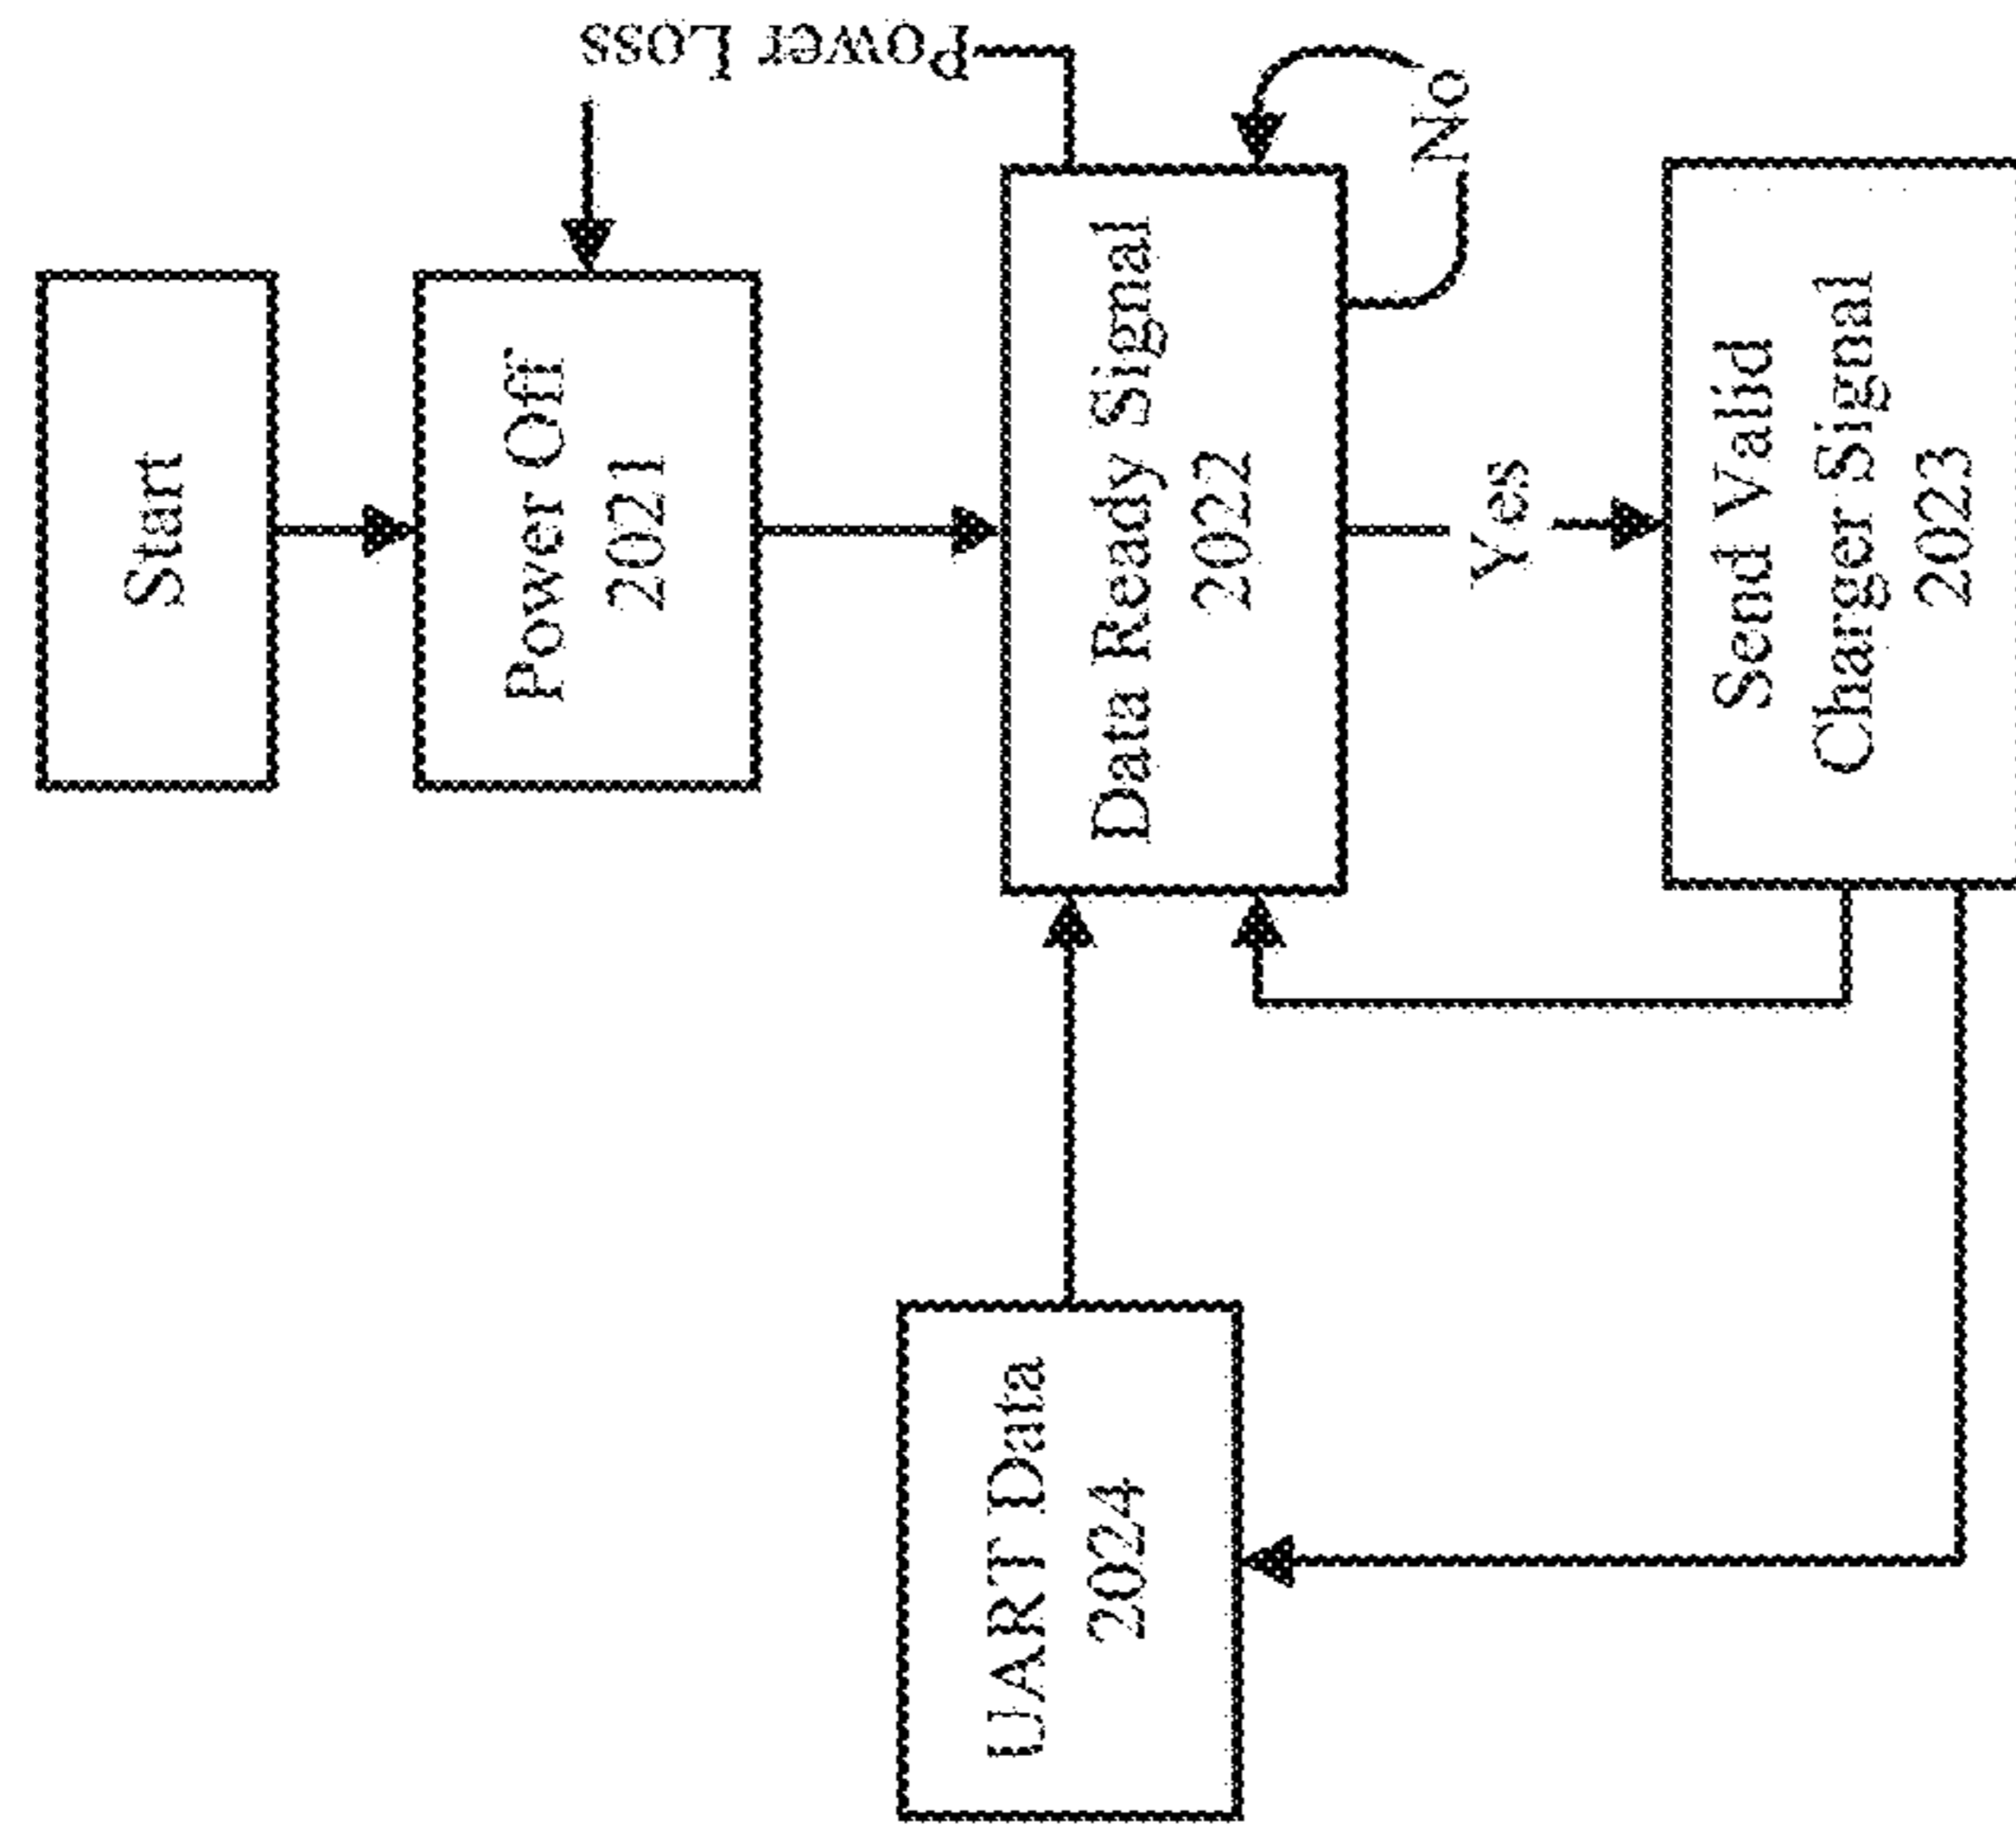 Start
Power Off
2021
Power Loss
Data Ready Signal
2022
No
Yes
Send Valid
Charger Signal
2023
UART Data
2024